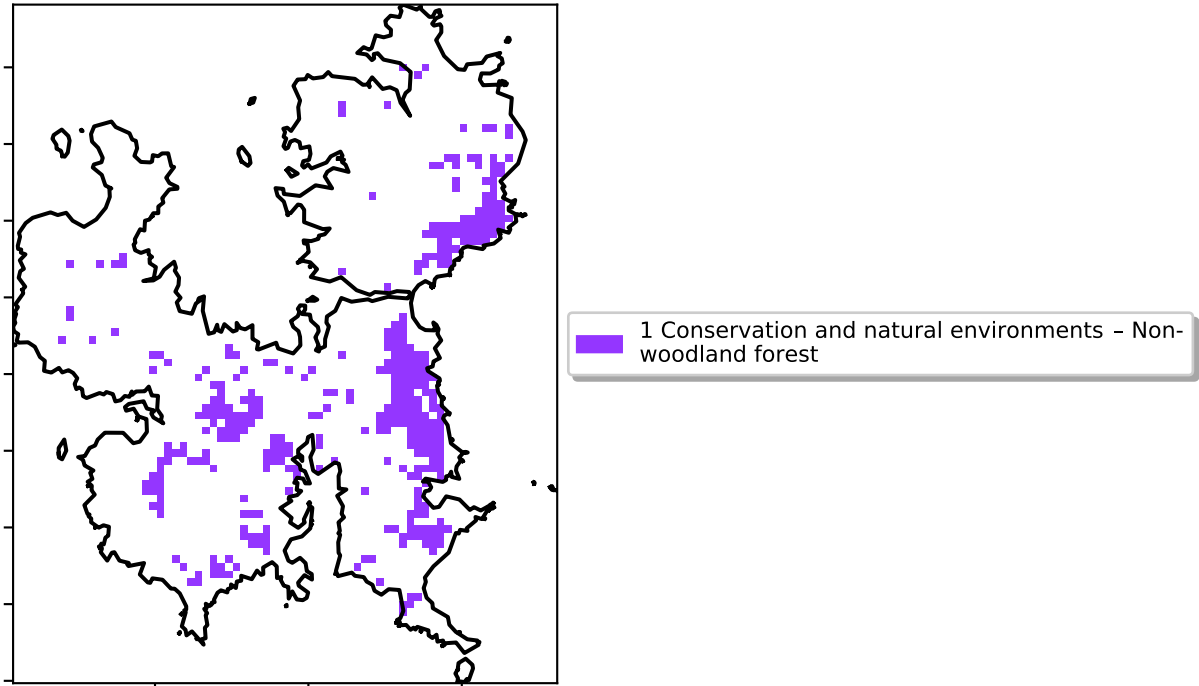 1 Conservation and natural environments – Non-
woodland forest